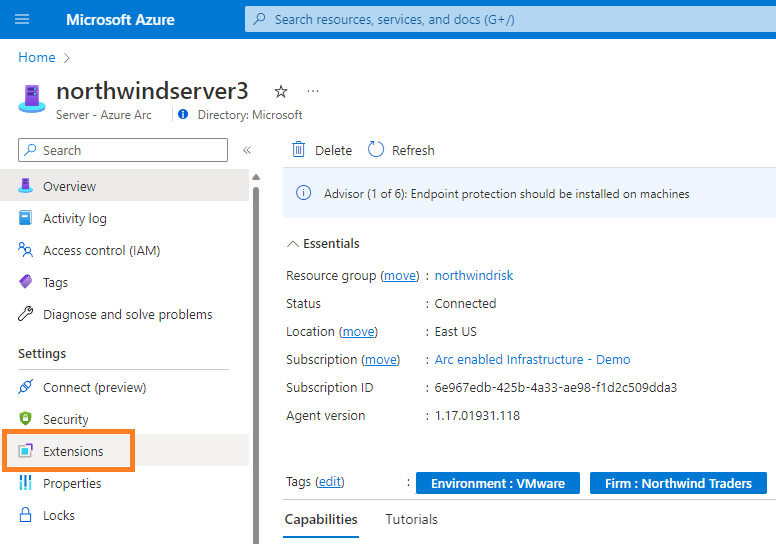 Microsoft Azure
Search resources, services, and docs (G+/)
Home
northwindserver3
Server - Azure Arc
Directory: Microsoft
Search
Delete
Refresh
Overview
Activity log
Access control (IAM)
Tags
Diagnose and solve problems
Settings
Connect (preview)
Security
Extensions
Properties
Locks
Advisor (1 of 6): Endpoint protection should be installed on machines
Essentials
Resource group (move) : northwindrisk
Status : Connected
Location (move) : East US
Subscription (move) : Arc enabled Infrastructure - Demo
Subscription ID : 6e967edb-425b-4a33-ae98-f1d2c509dda3
Agent version : 1.17.01931.118
Tags (edit) : Environment : VMware Firm : Northwind Traders
Capabilities Tutorials